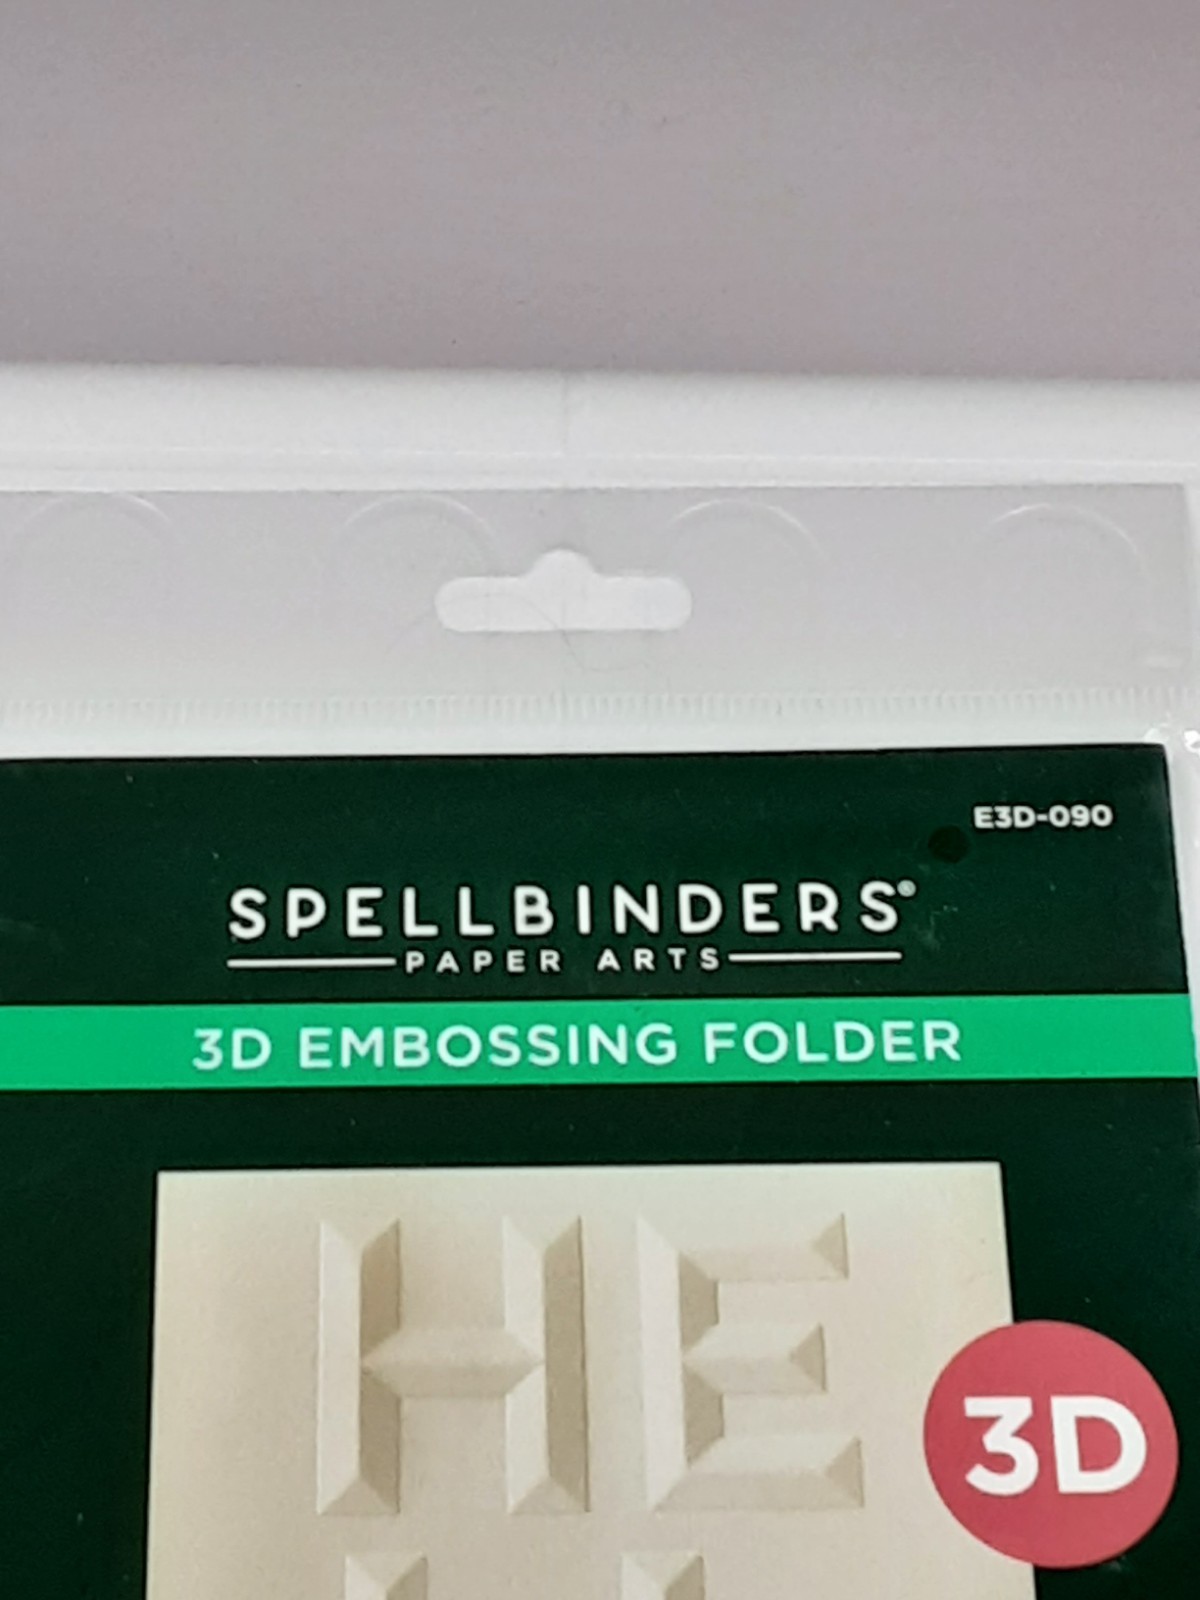 E3D-090
SPELLBINDERS®
PAPER ARTS
3D EMBOSSING FOLDER
HE
3D